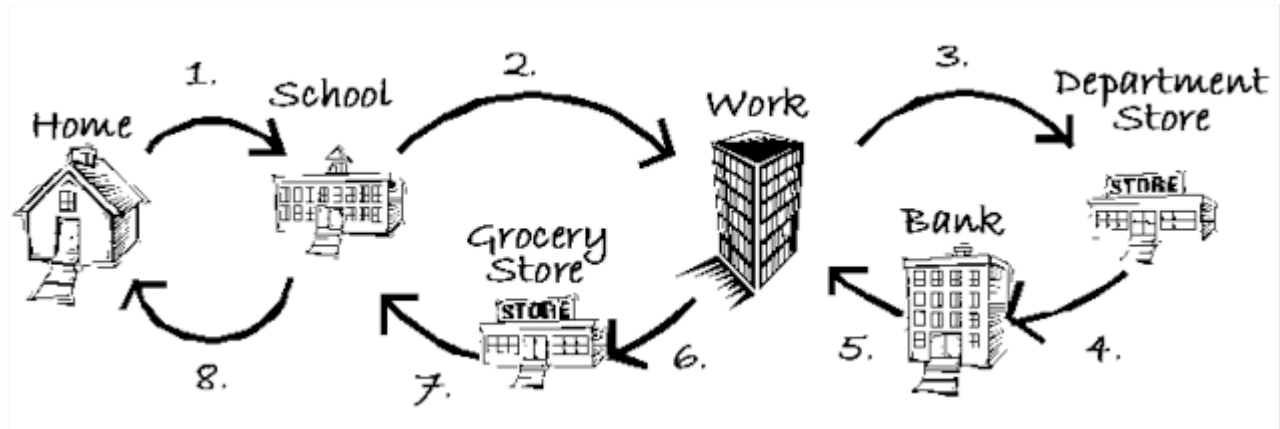 1.
2.
3.
Home
School
Work
Department
Store
STORE
Bank
Grocery
Store
STORE
8.
7.
6.
5.
4.